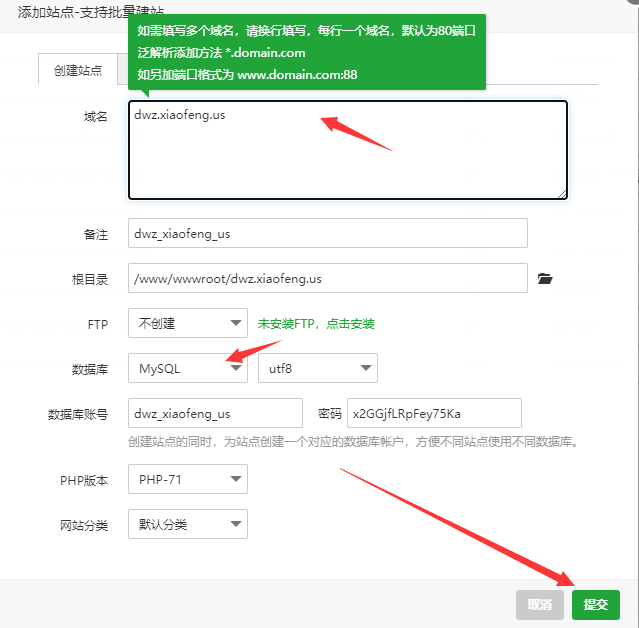 添加站点-支持批量建站
如需填写多个域名，请换行填写，每行一个域名，默认为80端口
泛解析添加方法 *.domain.com
如另加端口格式为 www.domain.com:88
创建站点
域名 dwz.xiaofeng.us
备注 dwz_xiaofeng_us
根目录 /www/wwwroot/dwz.xiaofeng.us
FTP 不创建 未安装FTP，点击安装
数据库 MySQL utf8
数据库账号 dwz_xiaofeng_us 密码 x2GGjfLRpFey75Ka
创建站点的同时，为站点创建一个对应的数据库帐户，方便不同站点使用不同数据库。
PHP版本 PHP-71
网站分类 默认分类
取消 提交